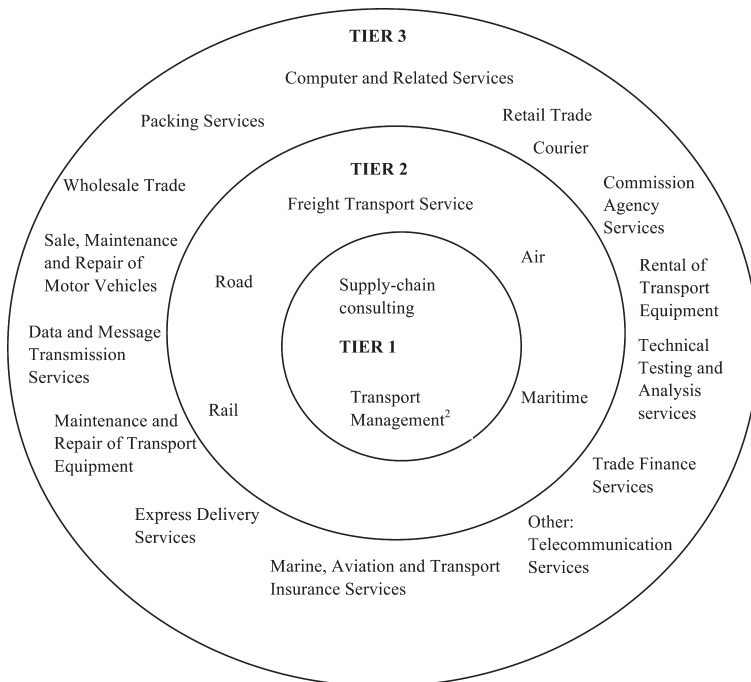 TIER 3
Computer and Related Services
Packing Services
Retail Trade
Courier
Wholesale Trade
Commission
Agency
Services
Sale, Maintenance
and Repair of
Motor Vehicles
Rental of
Transport
Equipment
Data and Message
Transmission
Services
Technical
Testing and
Analysis
services
Maintenance and
Repair of Transport
Equipment
Trade Finance
Services
Express Delivery
Services
Other:
Telecommunication
Services
Marine, Aviation and Transport
Insurance Services
TIER 2
Freight Transport Service
Road
Air
Rail
Maritime
Supply-chain
consulting
TIER 1
Transport
Management²